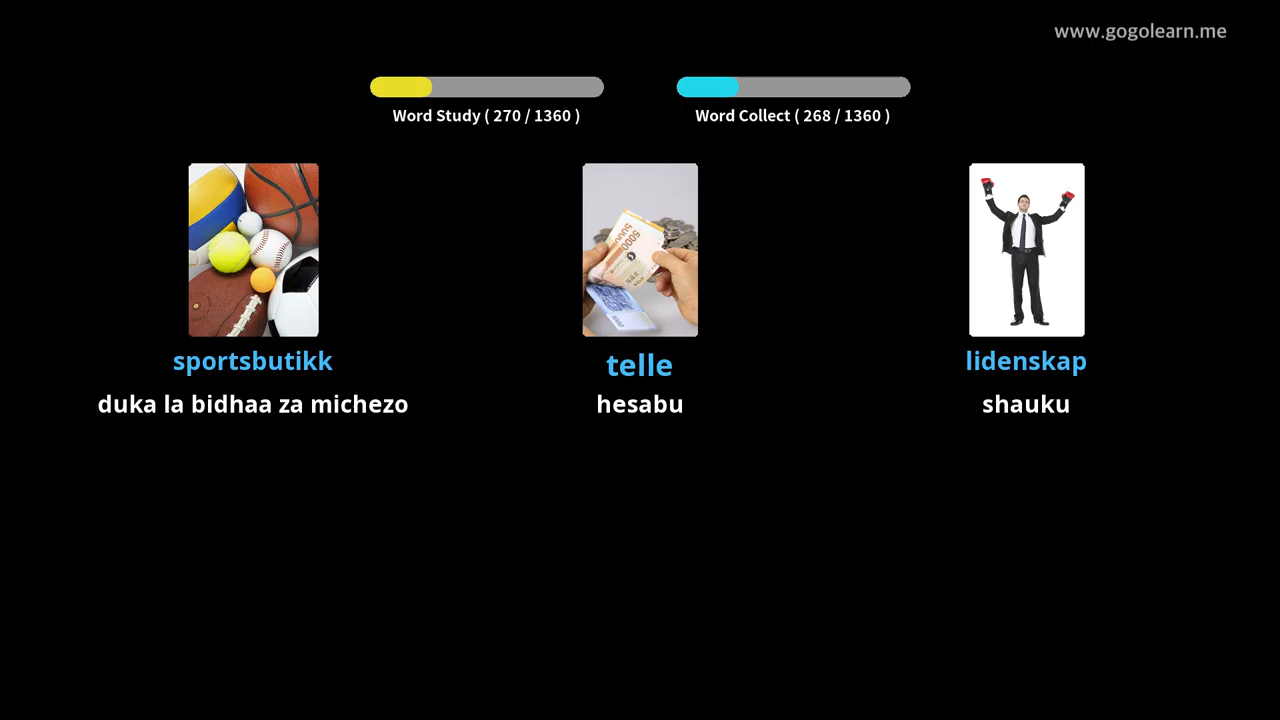 www.gogolearn.me
Word Study ( 270 / 1360 )
Word Collect ( 268 / 1360 )
5000
sportsbutikk
telle
lidenskap
duka la bidhaa za michezo
hesabu
shauku